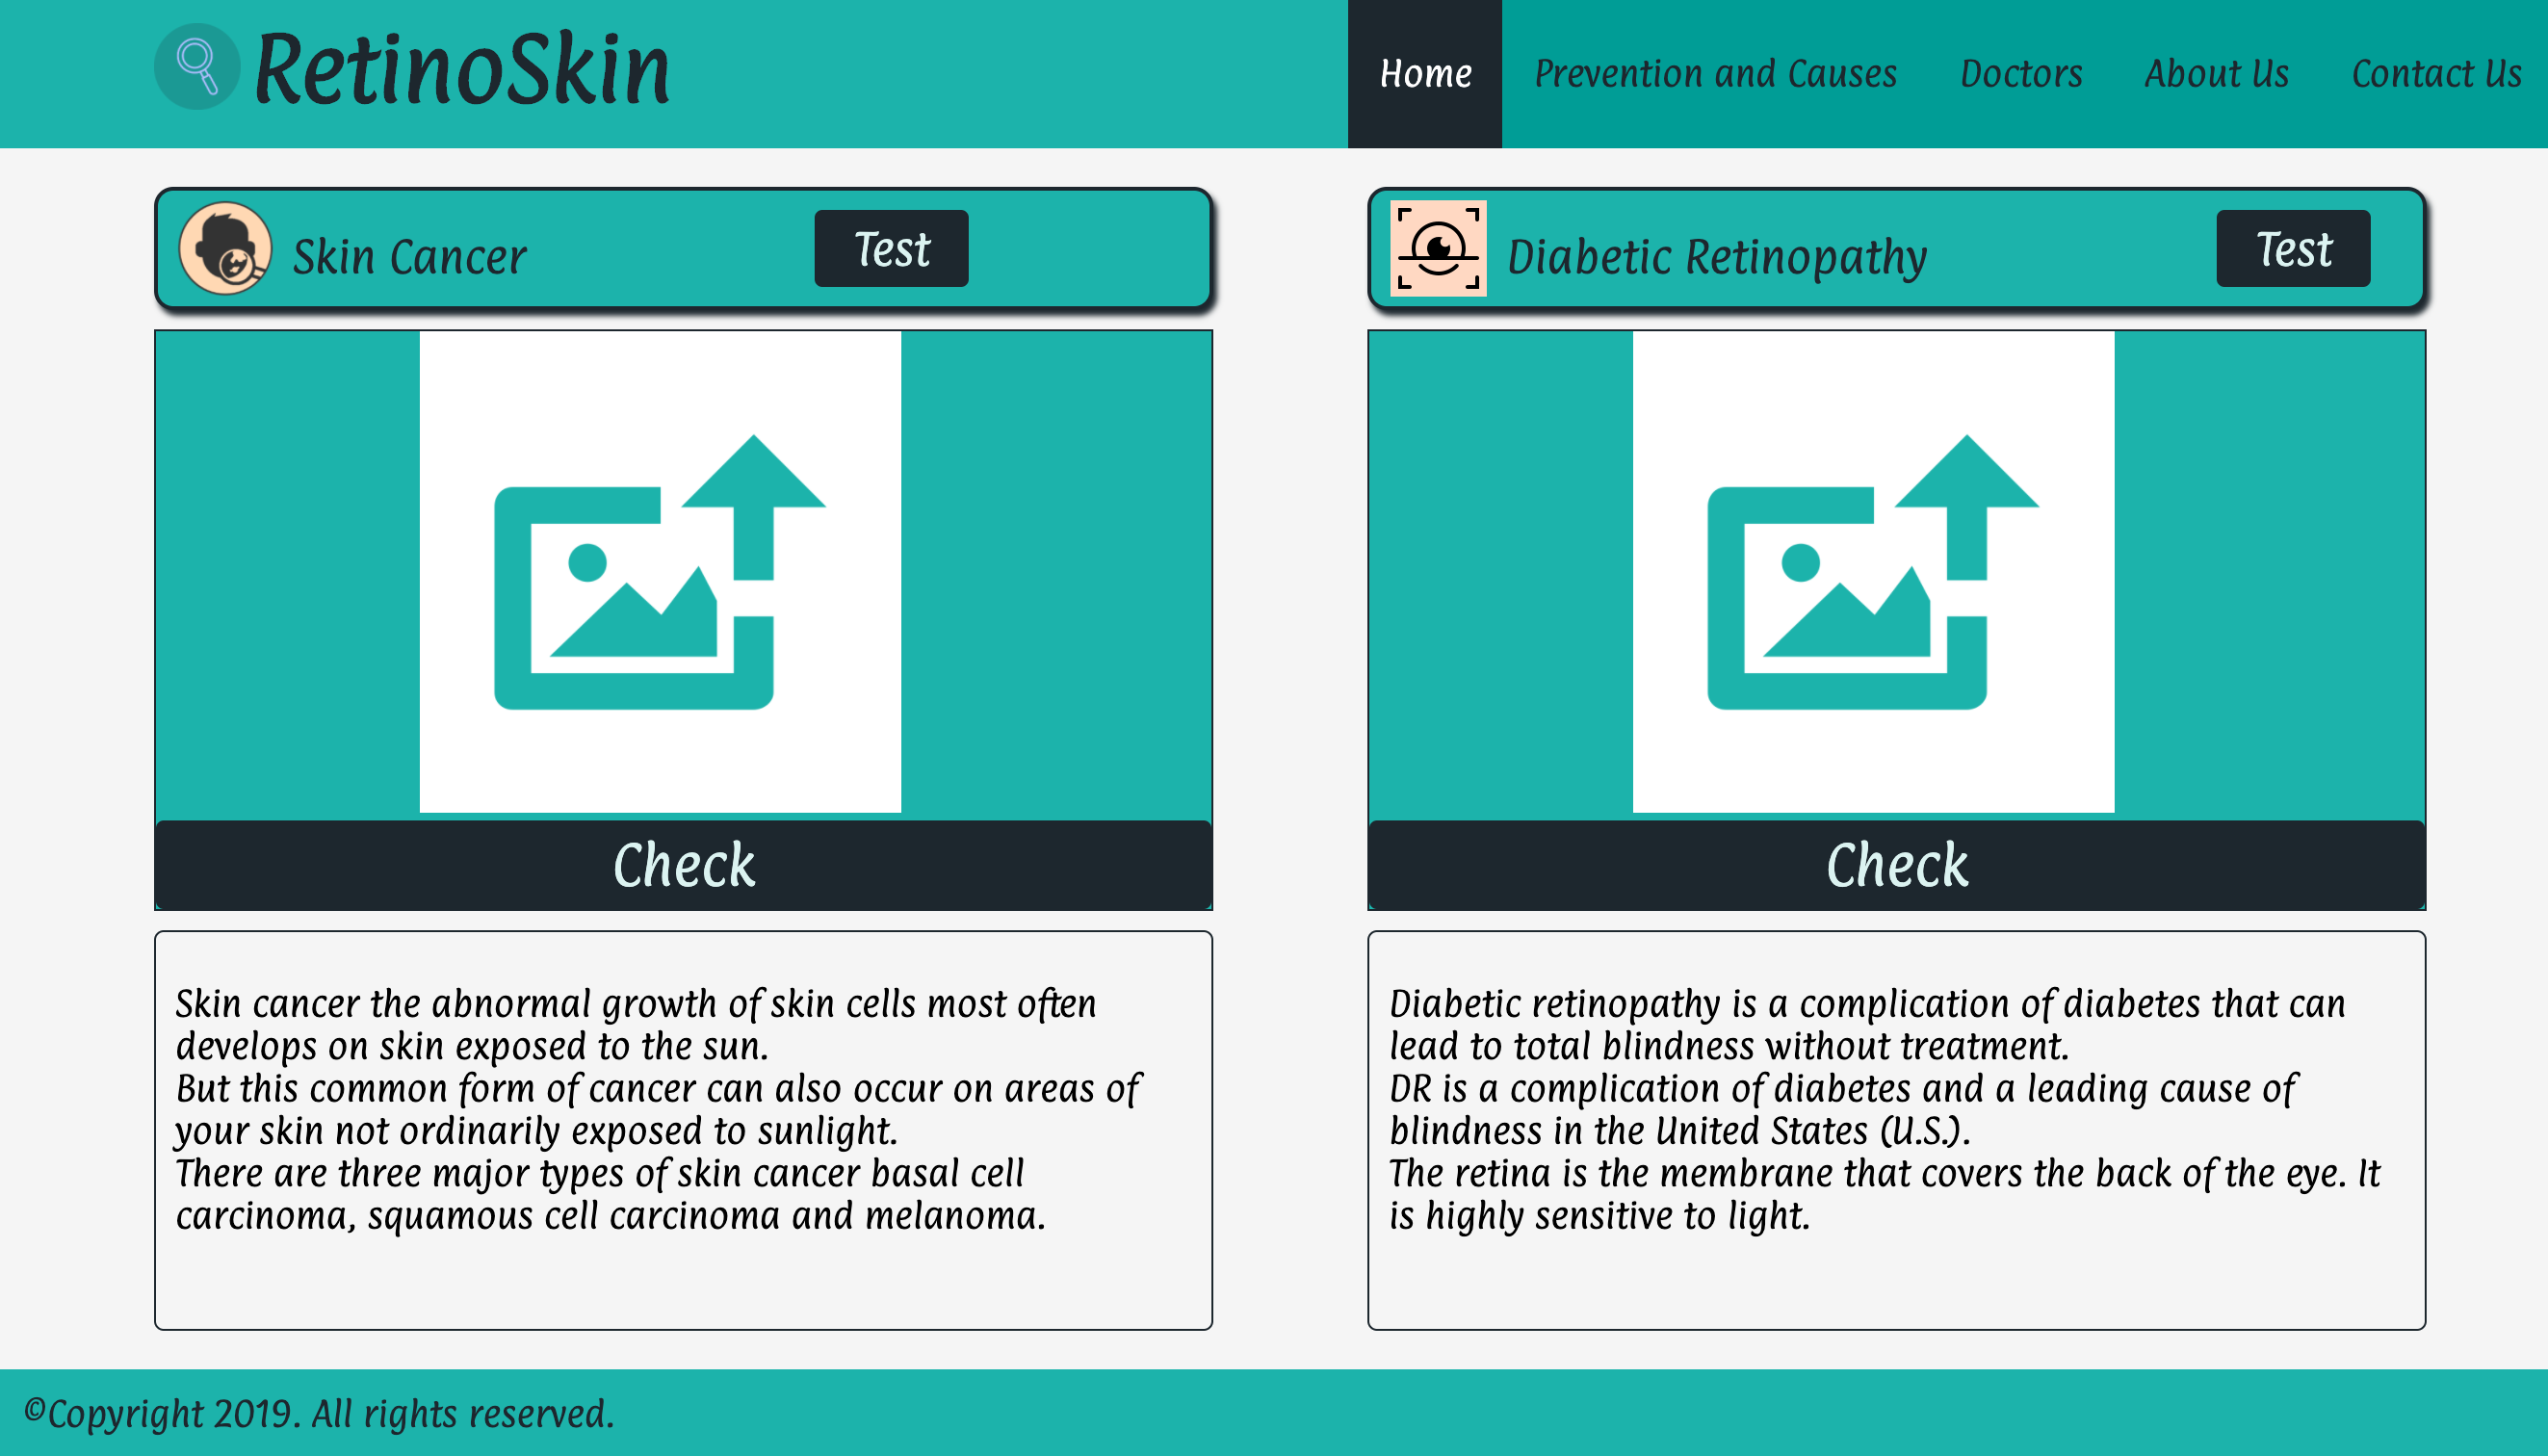 RetinoSkin
Home
Prevention and Causes
Doctors
About Us
Contact Us
Skin Cancer
Test
Diabetic Retinopathy
Test
Check
Check
Skin cancer the abnormal growth of skin cells most often
develops on skin exposed to the sun.
But this common form of cancer can also occur on areas of
your skin not ordinarily exposed to sunlight.
There are three major types of skin cancer basal cell
carcinoma, squamous cell carcinoma and melanoma.
Diabetic retinopathy is a complication of diabetes that can
lead to total blindness without treatment.
DR is a complication of diabetes and a leading cause of
blindness in the United States (U.S.).
The retina is the membrane that covers the back of the eye. It
is highly sensitive to light.
©Copyright 2019. All rights reserved.